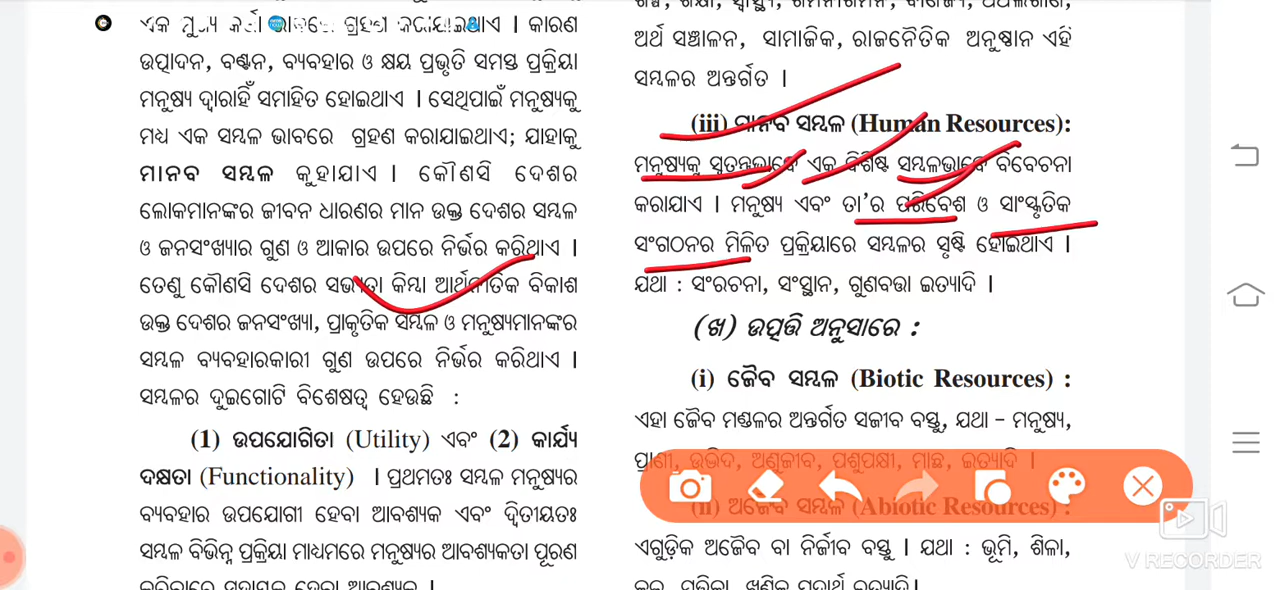 ଏକ ମୁଖ୍ୟ କର୍ତ୍ତା ଭାବରେ ଗ୍ରହଣ କରାଯାଇଥାଏ । କାରଣ
ଉତ୍ପାଦନ, ବଣ୍ଟନ, ବ୍ୟବହାର ଓ କ୍ଷୟ ପ୍ରଭୃତି ସମସ୍ତ ପ୍ରକ୍ରିୟା
ମନୁଷ୍ୟ ଦ୍ୱାରାହିଁ ସମାହିତ ହୋଇଥାଏ । ସେଥିପାଇଁ ମନୁଷ୍ୟକୁ
ମଧ୍ୟ ଏକ ସମ୍ବଳ ଭାବରେ ଗ୍ରହଣ କରାଯାଇଥାଏ; ଯାହାକୁ
ମାନବ ସମ୍ବଳ କୁହାଯାଏ । କୌଣସି ଦେଶର
ଲୋକମାନଙ୍କର ଜୀବନ ଧାରଣର ମାନ ଉକ୍ତ ଦେଶର ସମ୍ବଳ
ଓ ଜନସଂଖ୍ୟାର ଗୁଣ ଓ ଆକାର ଉପରେ ନିର୍ଭର କରିଥାଏ ।
ତେଣୁ କୌଣସି ଦେଶର ସଭ୍ୟତା କିମ୍ବା ଆର୍ଥନୀତିକ ବିକାଶ
ଉକ୍ତ ଦେଶର ଜନସଂଖ୍ୟା, ପ୍ରାକୃତିକ ସମ୍ବଳ ଓ ମନୁଷ୍ୟମାନଙ୍କର
ସମ୍ବଳ ବ୍ୟବହାରକାରୀ ଗୁଣ ଉପରେ ନିର୍ଭର କରିଥାଏ ।
ସମ୍ବଳର ଦୁଇଗୋଟି ବିଶେଷତ୍ୱ ହେଉଛି :
(1) ଉପଯୋଗିତା (Utility) ଏବଂ (2) କାର୍ଯ୍ୟ
ଦକ୍ଷତା (Functionality) । ପ୍ରଥମତଃ ସମ୍ବଳ ମନୁଷ୍ୟର
ବ୍ୟବହାର ଉପଯୋଗୀ ହେବା ଆବଶ୍ୟକ ଏବଂ ଦ୍ୱିତୀୟତଃ
ସମ୍ବଳ ବିଭିନ୍ନ ପ୍ରକ୍ରିୟା ମାଧ୍ୟମରେ ମନୁଷ୍ୟର ଆବଶ୍ୟକତା ପୂରଣ
ଅର୍ଥ ସଞ୍ଚାଳନ, ସାମାଜିକ, ରାଜନୈତିକ ଅନୁଷ୍ଠାନ ଏହି
ସମ୍ବଳର ଅନ୍ତର୍ଗତ ।
(iii) ମାନବ ସମ୍ବଳ (Human Resources):
ମନୁଷ୍ୟକୁ ସ୍ୱତନ୍ତ୍ରଭାବେ ଏକ ବିଶିଷ୍ଟ ସମ୍ବଳଭାବେ ବିବେଚନା
କରାଯାଏ । ମନୁଷ୍ୟ ଏବଂ ତା'ର ପରିବେଶ ଓ ସାଂସ୍କୃତିକ
ସଂଗଠନର ମିଳିତ ପ୍ରକ୍ରିୟାରେ ସମ୍ବଳର ସୃଷ୍ଟି ହୋଇଥାଏ ।
ଯଥା : ସଂରଚନା, ସଂସ୍ଥାନ, ଗୁଣବତ୍ତା ଇତ୍ୟାଦି ।
(ଖ) ଉତ୍ପତ୍ତି ଅନୁସାରେ :
(i) ଜୈବ ସମ୍ବଳ (Biotic Resources) :
ଏହା ଜୈବ ମଣ୍ଡଳର ଅନ୍ତର୍ଗତ ସଜୀବ ବସ୍ତୁ, ଯଥା - ମନୁଷ୍ୟ,
ପ୍ରାଣୀ, ଉଦ୍ଭିଦ, ଅଣୁଜୀବ, ପଶୁପକ୍ଷୀ, ମାଛ, ଇତ୍ୟାଦି ।
(ii) ଅଜୈବ ସମ୍ବଳ (Abiotic Resources) :
ଏଗୁଡ଼ିକ ଅଜୈବ ବା ନିର୍ଜୀବ ବସ୍ତୁ । ଯଥା : ଭୂମି, ଶିଳା,
V RECORDER